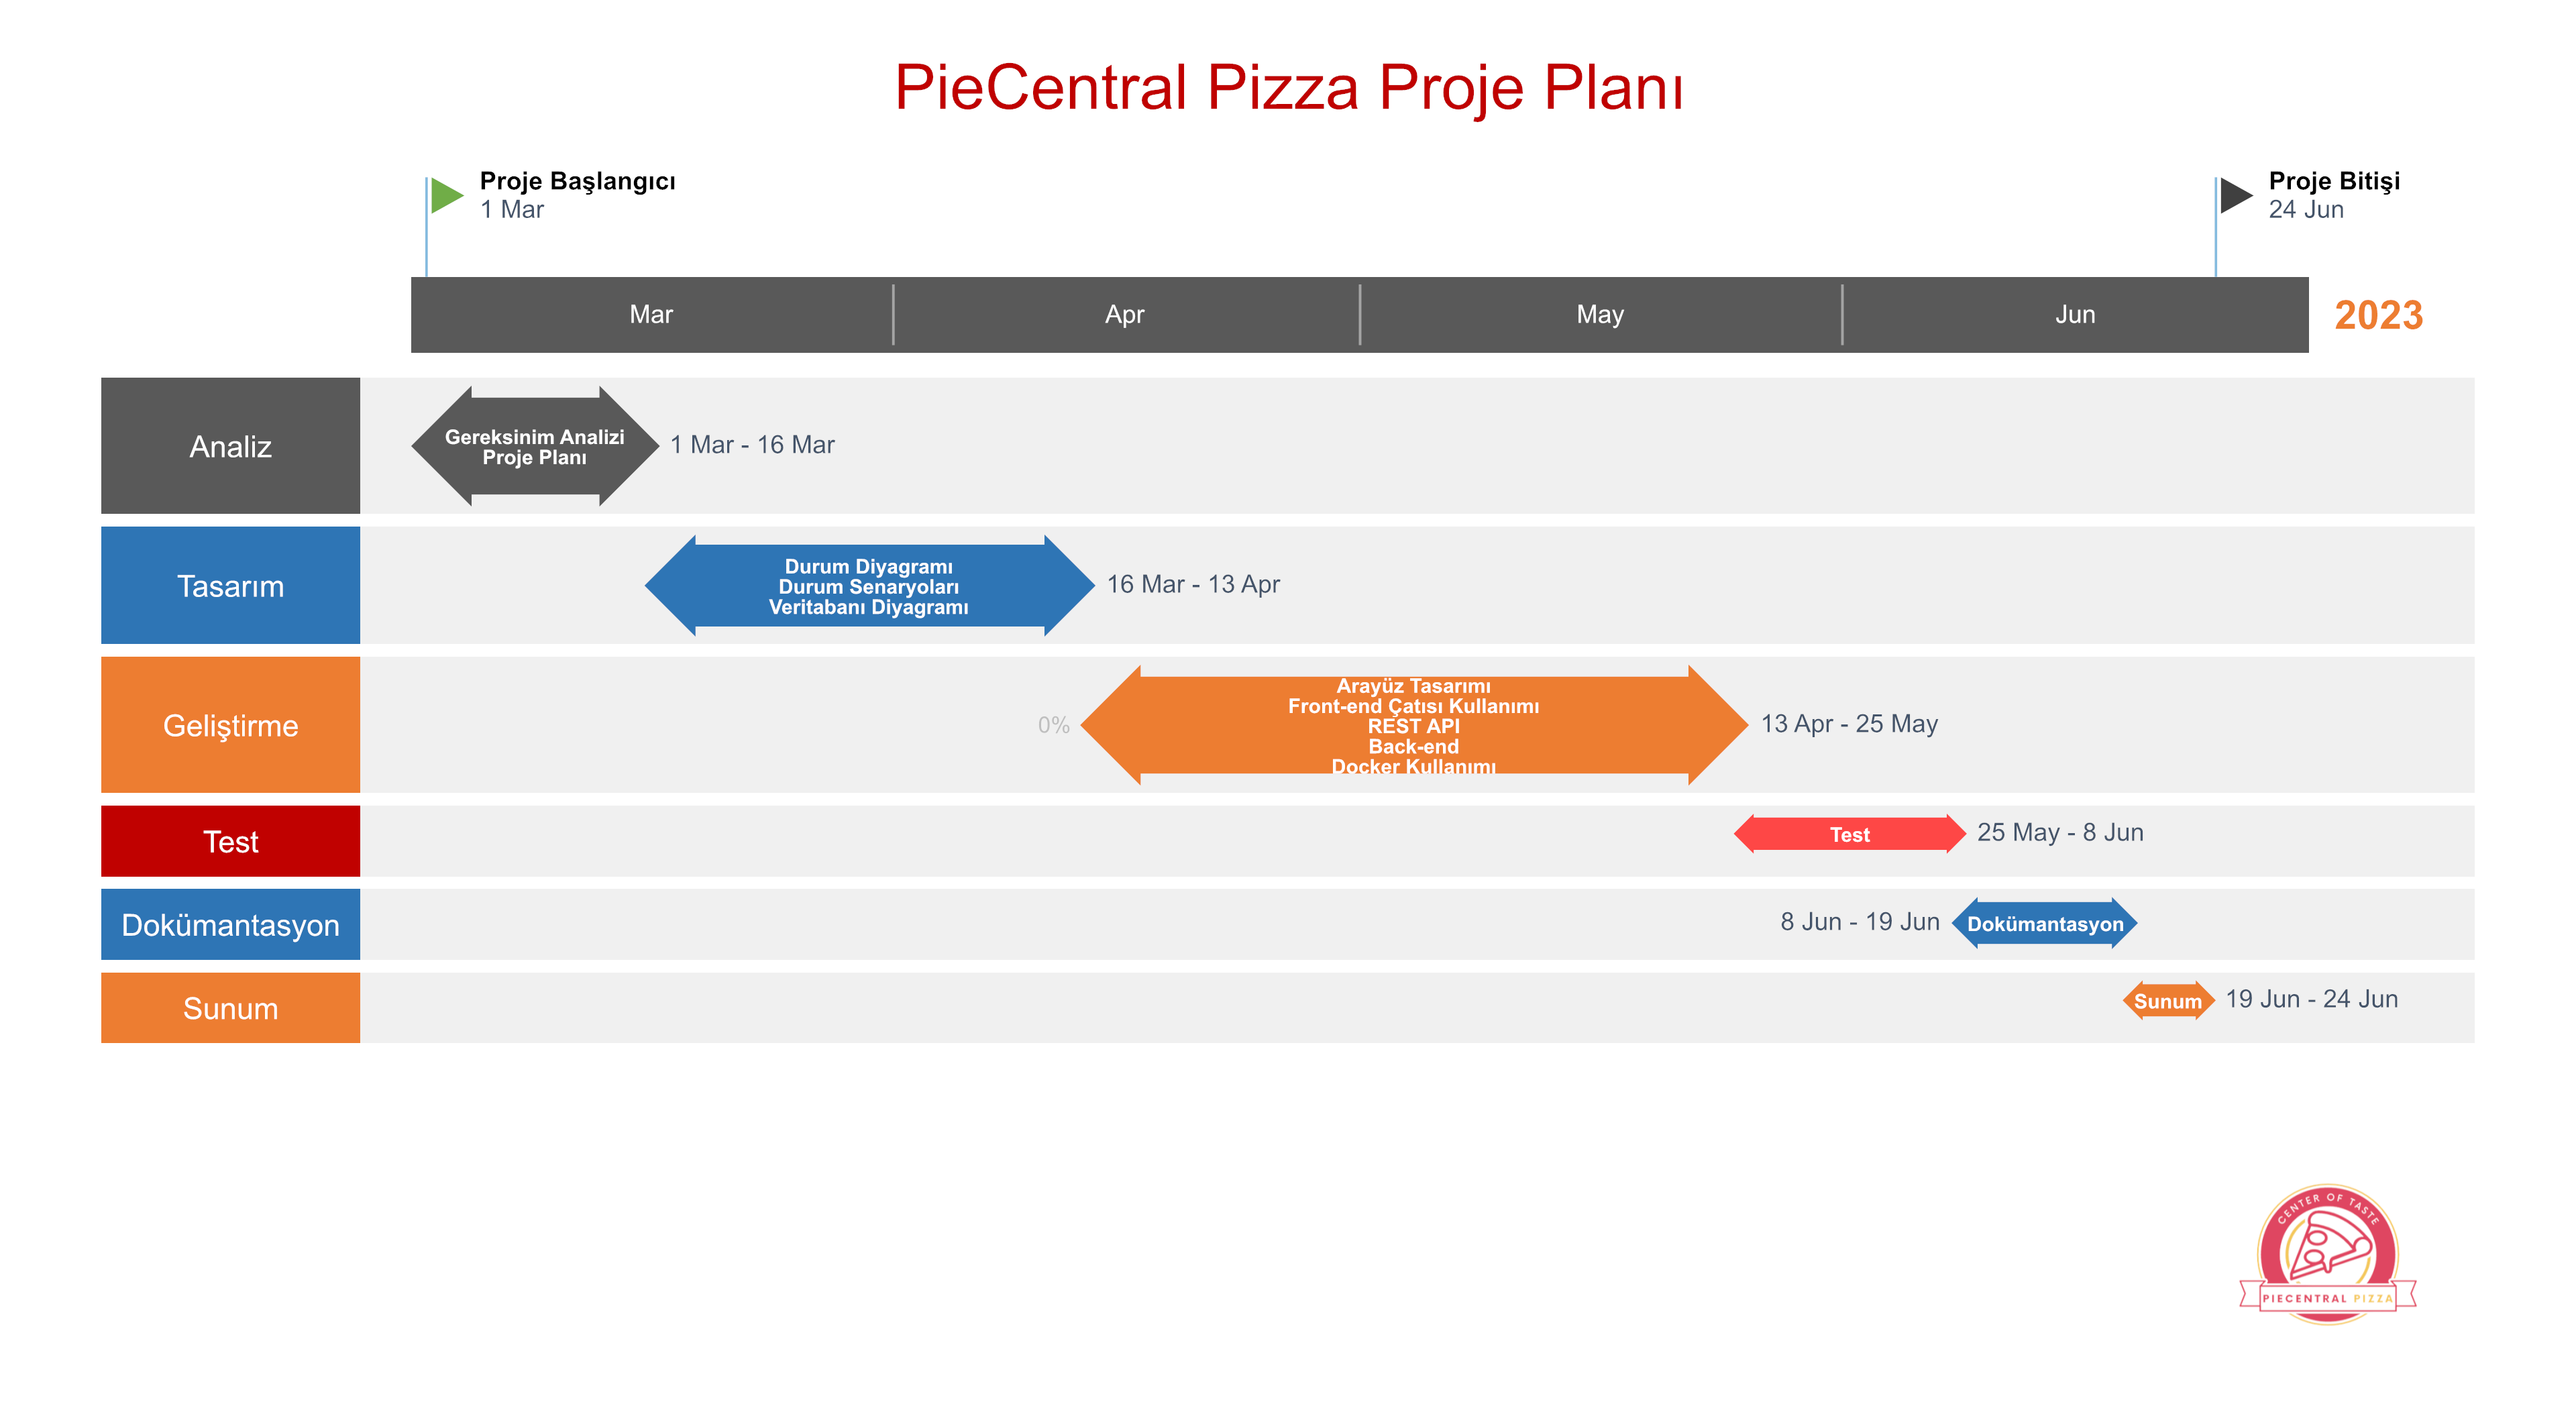 PieCentral Pizza Proje Planı
Proje Başlangıcı
1 Mar
Proje Bitişi
24 Jun
Mar
Apr
May
Jun
2023
Analiz
Gereksinim Analizi
Proje Planı
1 Mar - 16 Mar
Tasarım
Durum Diyagramı
Durum Senaryoları
Veritabanı Diyagramı
16 Mar - 13 Apr
Geliştirme
0%
Arayüz Tasarımı
Front-end Çatısı Kullanımı
REST API
Back-end
Docker Kullanımı
13 Apr - 25 May
Test
Test
25 May - 8 Jun
Dokümantasyon
8 Jun - 19 Jun
Dokümantasyon
Sunum
Sunum
19 Jun - 24 Jun
CENTER OF TASTE
PIECENTRAL PIZZA